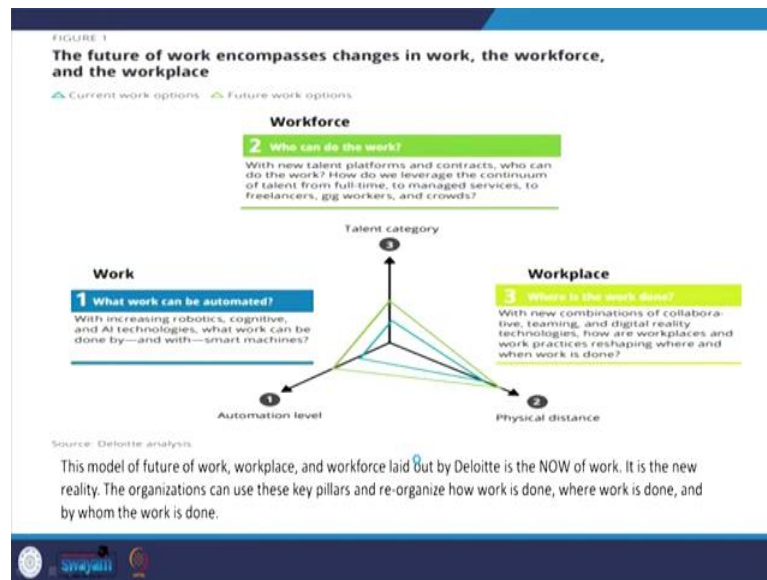 FIGURE 1
The future of work encompasses changes in work, the workforce,
and the workplace
Current work options Future work options
Workforce
2 Who can do the work?
With new talent platforms and contracts, who can
do the work? How do we leverage the continuum
of talent from full-time, to managed services, to
freelancers, gig workers, and crowds?
Talent category
3
Work
1 What work can be automated?
With increasing robotics, cognitive,
and AI technologies, what work can be
done by—and with—smart machines?
Workplace
3 Where is the work done?
With new combinations of collabora-
tive, teaming, and digital reality
technologies, how are workplaces and
work practices reshaping where and
when work is done?
1
Automation level
2
Physical distance
Source: Deloitte analysis.
This model of future of work, workplace, and workforce laid out by Deloitte is the NOW of work. It is the new
reality. The organizations can use these key pillars and re-organize how work is done, where work is done, and
by whom the work is done.
swayam